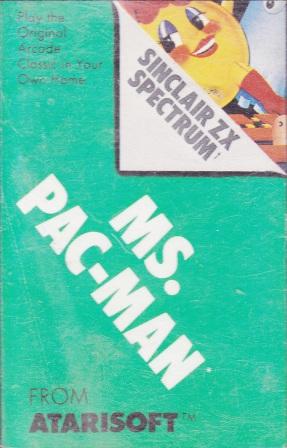 Play the
Original
Arcade
Classic in Your
Own Home.
SINCLAIR ZX
SPECTRUM
MS.
PAC-MAN
FROM
ATARISOFT™